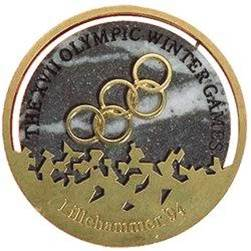 THE XVII OLYMPIC WINTER GAMES
Lillehammer'94